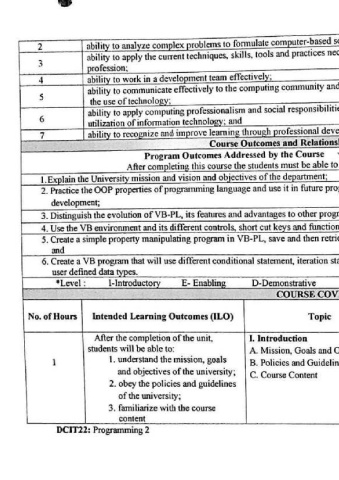 2 ability to analyze complex problems to formulate computer-based
3 ability to apply the current techniques, skills, tools and practices
profession;
4 ability to work in a development team effectively;
5 ability to communicate effectively to the computing community and
the use of technology;
6 ability to apply computing professionalism and social
utilization of information technology; and
7 ability to recognize and improve learning through professional
Course Outcomes and
Program Outcomes Addressed by the Course
After completing this course the students must be able to
1. Explain the University mission and vision and objectives of the department;
2. Practice the OOP properties of programming language and use it in future
development;
3. Distinguish the evolution of VB-PL, its features and advantages to other
4. Use the VB environment and its different controls, short cut keys and
5. Create a simple property manipulating program in VB-PL, save and then
and
6. Create a VB program that will use different conditional statement, iteration
user defined data types.
*Level : I-Introductory E- Enabling D-Demonstrative
COURSE COV
No. of Hours Intended Learning Outcomes (ILO) Topic
After the completion of the unit, I. Introduction
students will be able to: A. Mission, Goals and
1 1. understand the mission, goals B. Policies and
and objectives of the university; C. Course Content
2. obey the policies and guidelines
of the university;
3. familiarize with the course
content
DCIT22: Programming 2